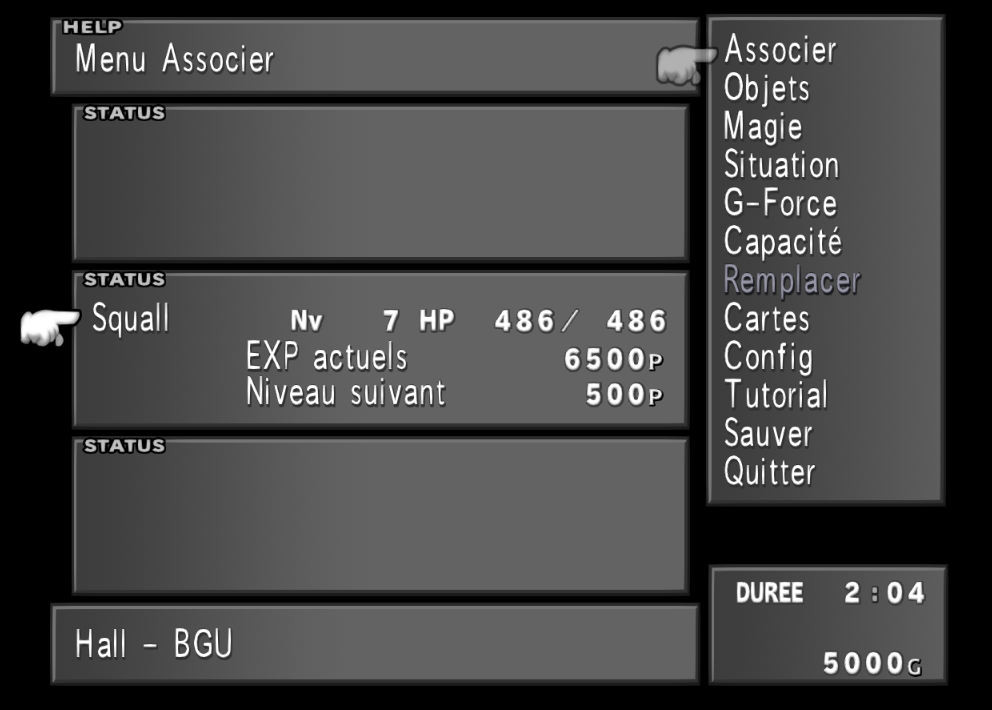 HELP
Menu Associer
STATUS
STATUS
Squall Nv 7 HP 486/ 486
EXP actuels 6500P
Niveau suivant 500P
STATUS
Hall - BGU
Associer
Objets
Magie
Situation
G-Force
Capacité
Remplacer
Cartes
Config
Tutorial
Sauver
Quitter
DUREE 2:04
5000G